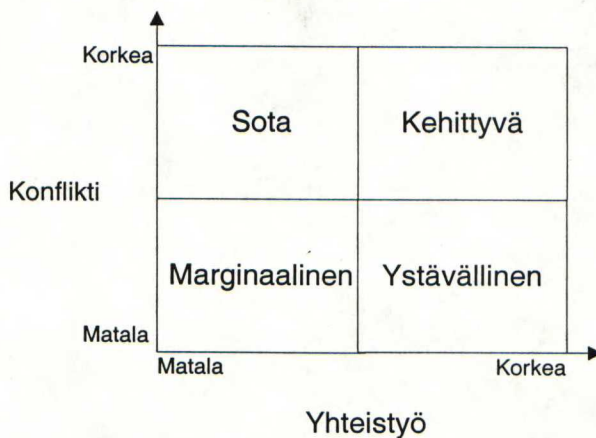 Korkea
Sota Kehittyvä
Konflikti
Marginaalinen Ystävällinen
Matala
Matala Korkea
Yhteistyö